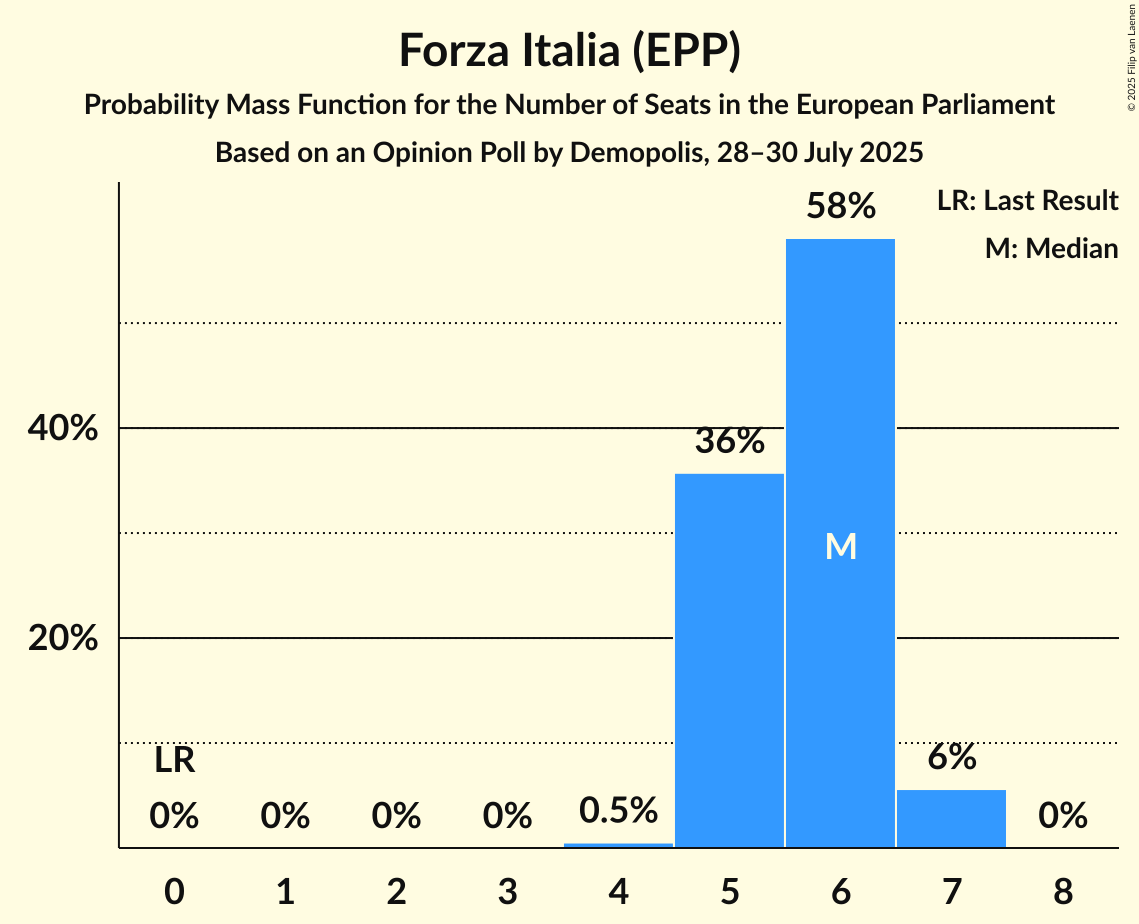 Forza Italia (EPP)
Probability Mass Function for the Number of Seats in the European Parliament
Based on an Opinion Poll by Demopolis, 28–30 July 2025
© 2025 Filip van Laenen
LR: Last Result
M: Median
58%
40%
36%
M
20%
LR
6%
0% 0% 0% 0% 0.5% 0%
0 1 2 3 4 5 6 7 8